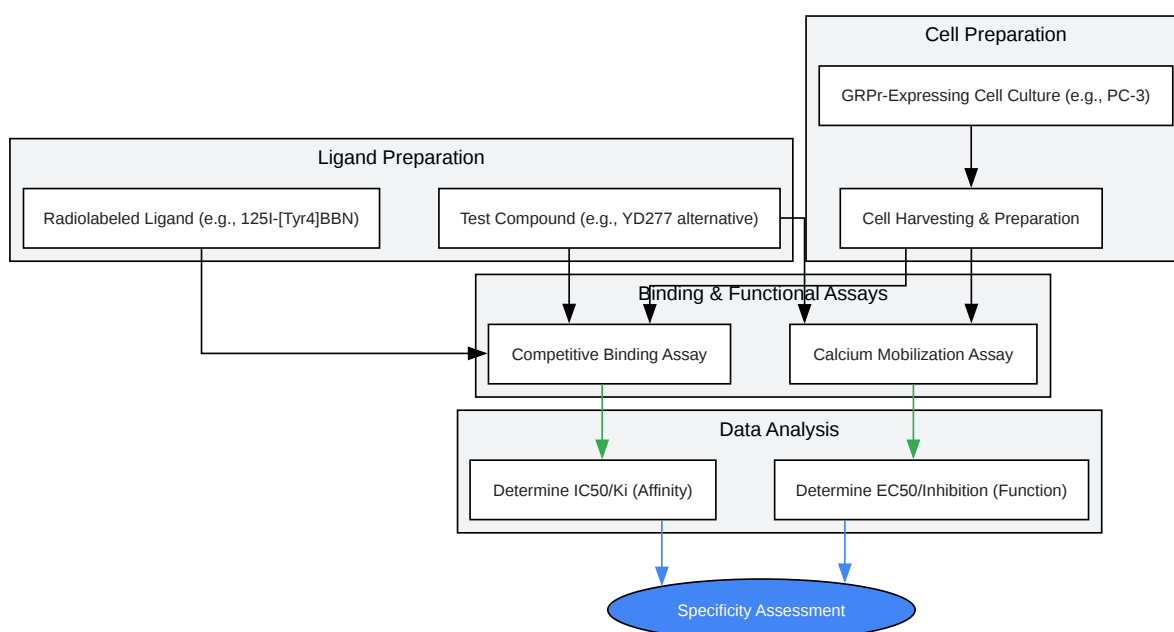 Cell Preparation
GRPr-Expressing Cell Culture (e.g., PC-3)
Ligand Preparation
Radiolabeled Ligand (e.g., 125I-[Tyr4]BBN)
Test Compound (e.g., YD277 alternative)
Cell Harvesting & Preparation
Binding & Functional Assays
Competitive Binding Assay
Calcium Mobilization Assay
Data Analysis
Determine IC50/Ki (Affinity)
Determine EC50/Inhibition (Function)
Specificity Assessment